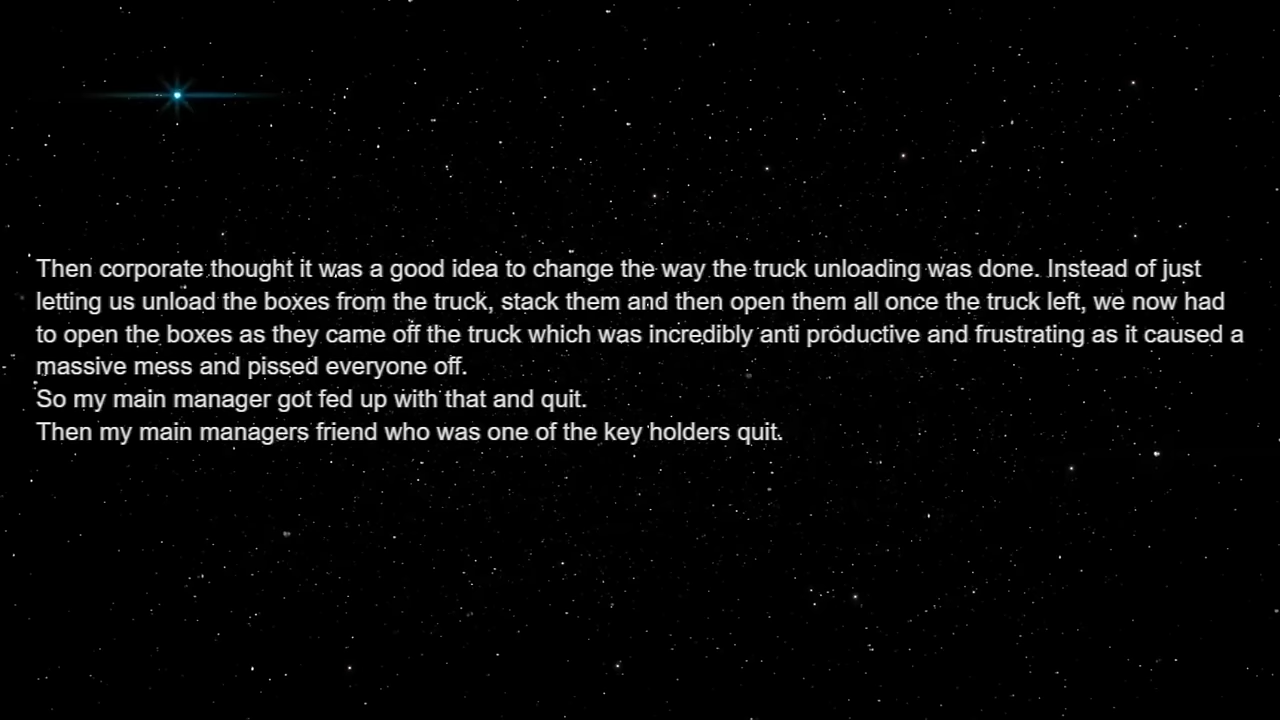 Then corporate thought it was a good idea to change the way the truck unloading was done. Instead of just
letting us unload the boxes from the truck, stack them and then open them all once the truck left, we now had
to open the boxes as they came off the truck which was incredibly anti productive and frustrating as it caused a
massive mess and pissed everyone off.
So my main manager got fed up with that and quit.
Then my main managers friend who was one of the key holders quit.